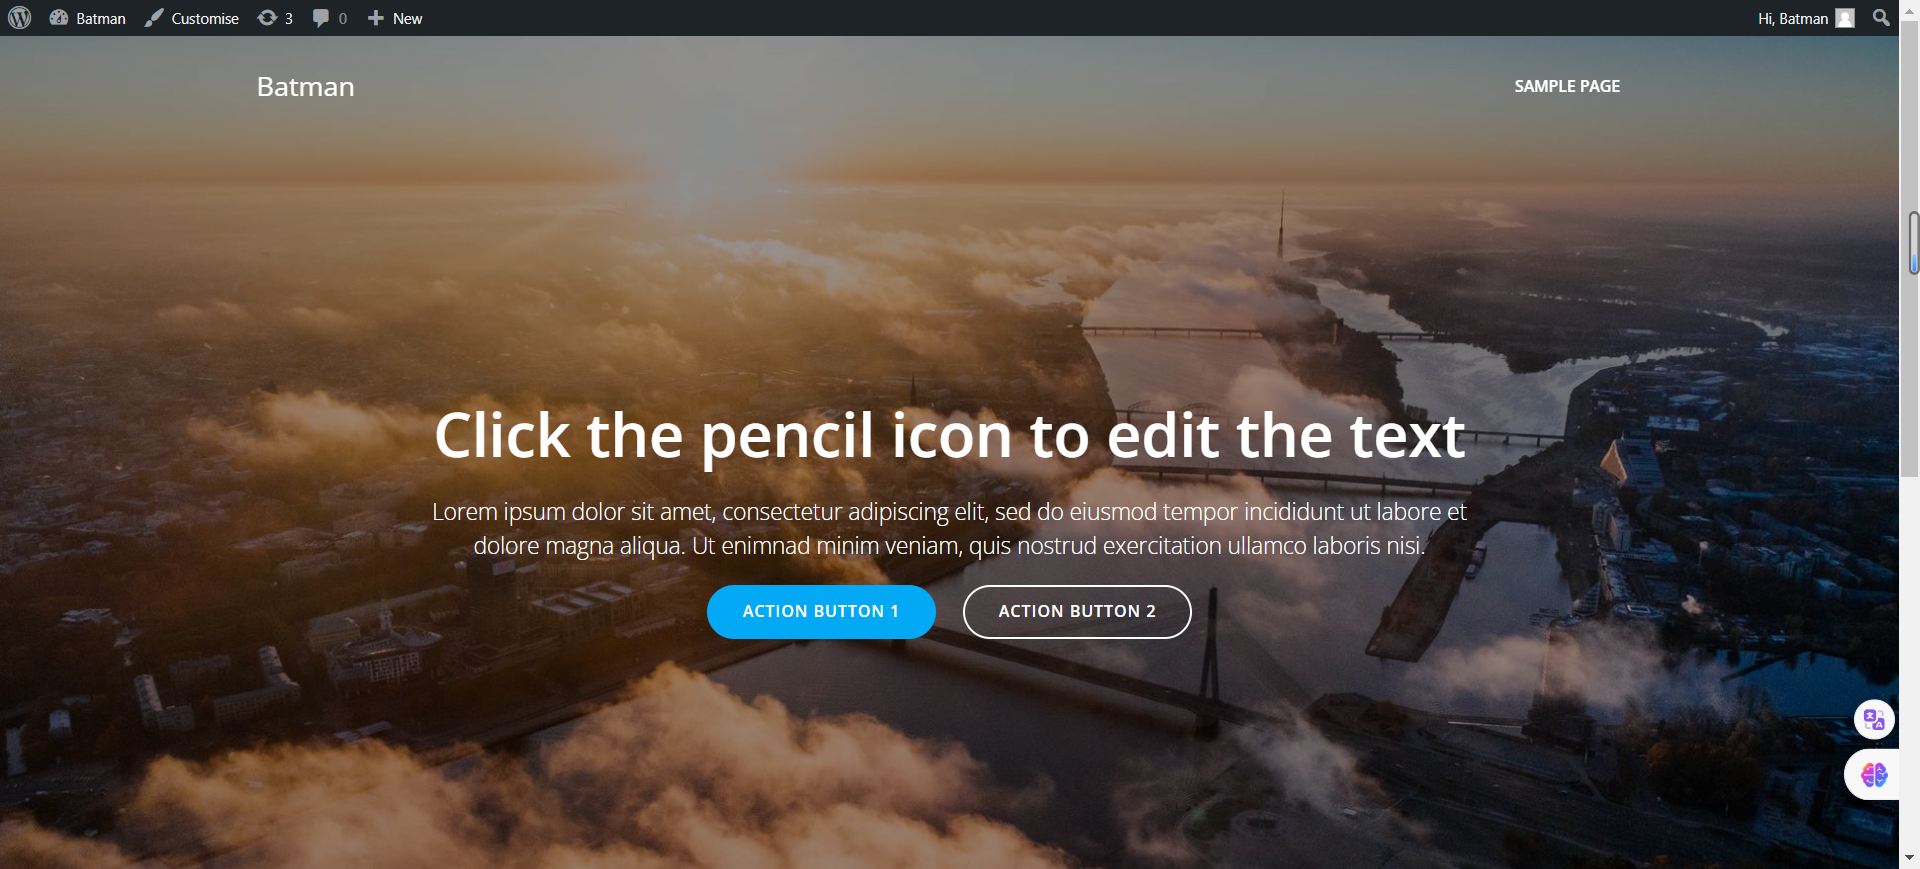 Batman Customise 3 0 New Hi, Batman
Batman SAMPLE PAGE
Click the pencil icon to edit the text
Lorem ipsum dolor sit amet, consectetur adipiscing elit, sed do eiusmod tempor incididunt ut labore et
dolore magna aliqua. Ut enimnad minim veniam, quis nostrud exercitation ullamco laboris nisi.
ACTION BUTTON 1 ACTION BUTTON 2